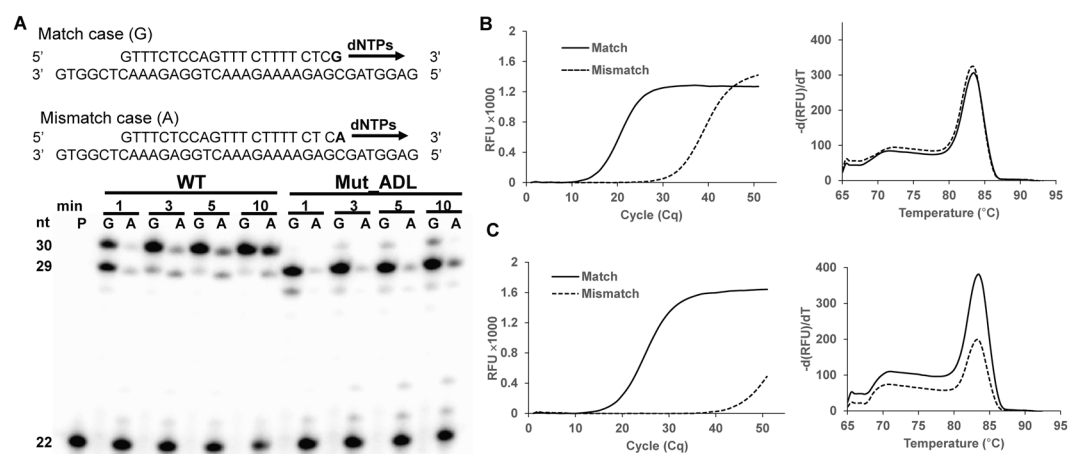 A
Match case (G)
5' GTTTCTCCAGTTT CTTTT CTCG dNTPs 3'
3' GTGGCTCAAAGAGGTCAAAGAAAAGAGCGATGGAG 5'
Mismatch case (A)
5' GTTTCTCCAGTTT CTTTT CT CA dNTPs 3'
3' GTGGCTCAAAGAGGTCAAAGAAAAGAGCGATGGAG 5'
WT Mut_ADL
min 1 3 5 10 1 3 5 10
nt P G A G A G A G A G A G A G A G A
30
29
22
B
RFU ×1000
2
1.6
1.2
0.8
0.4
0
Match
Mismatch
0 10 20 30 40 50
Cycle (Cq)
-d(RFU)/dT
400
300
200
100
0
65 70 75 80 85 90 95
Temperature (°C)
C
RFU ×1000
2
1.6
1.2
0.8
0.4
0
Match
Mismatch
0 10 20 30 40 50
Cycle (Cq)
-d(RFU)/dT
400
300
200
100
0
65 70 75 80 85 90 95
Temperature (°C)